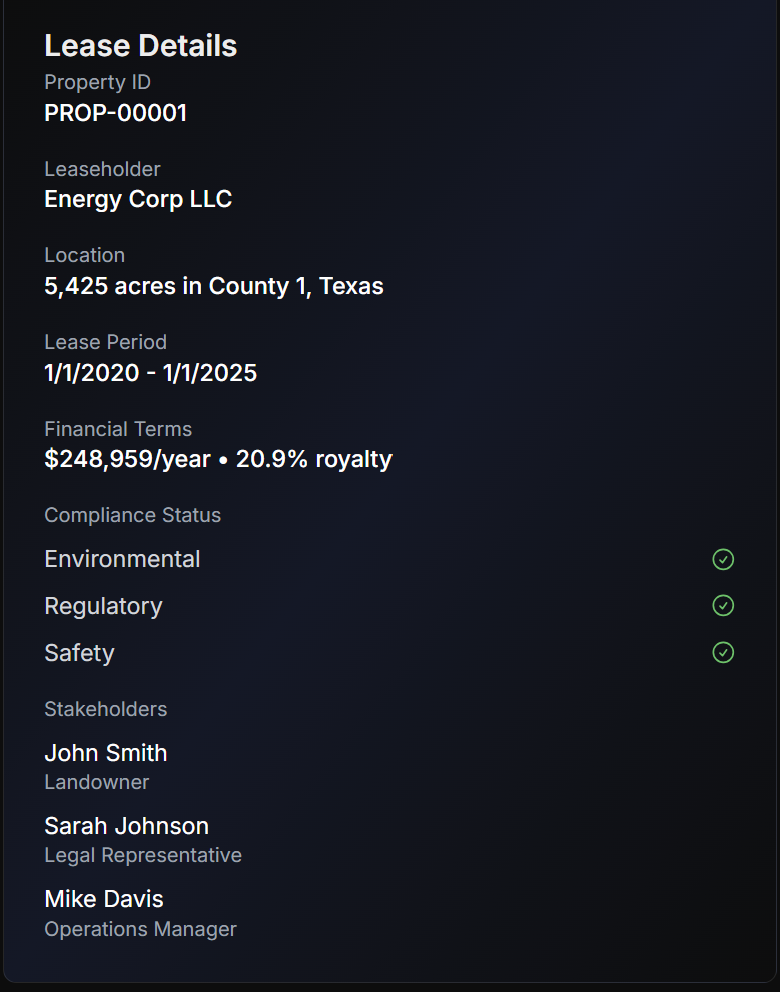 Lease Details
Property ID
PROP-00001
Leaseholder
Energy Corp LLC
Location
5,425 acres in County 1, Texas
Lease Period
1/1/2020 - 1/1/2025
Financial Terms
$248,959/year • 20.9% royalty
Compliance Status
Environmental
Regulatory
Safety
Stakeholders
John Smith
Landowner
Sarah Johnson
Legal Representative
Mike Davis
Operations Manager